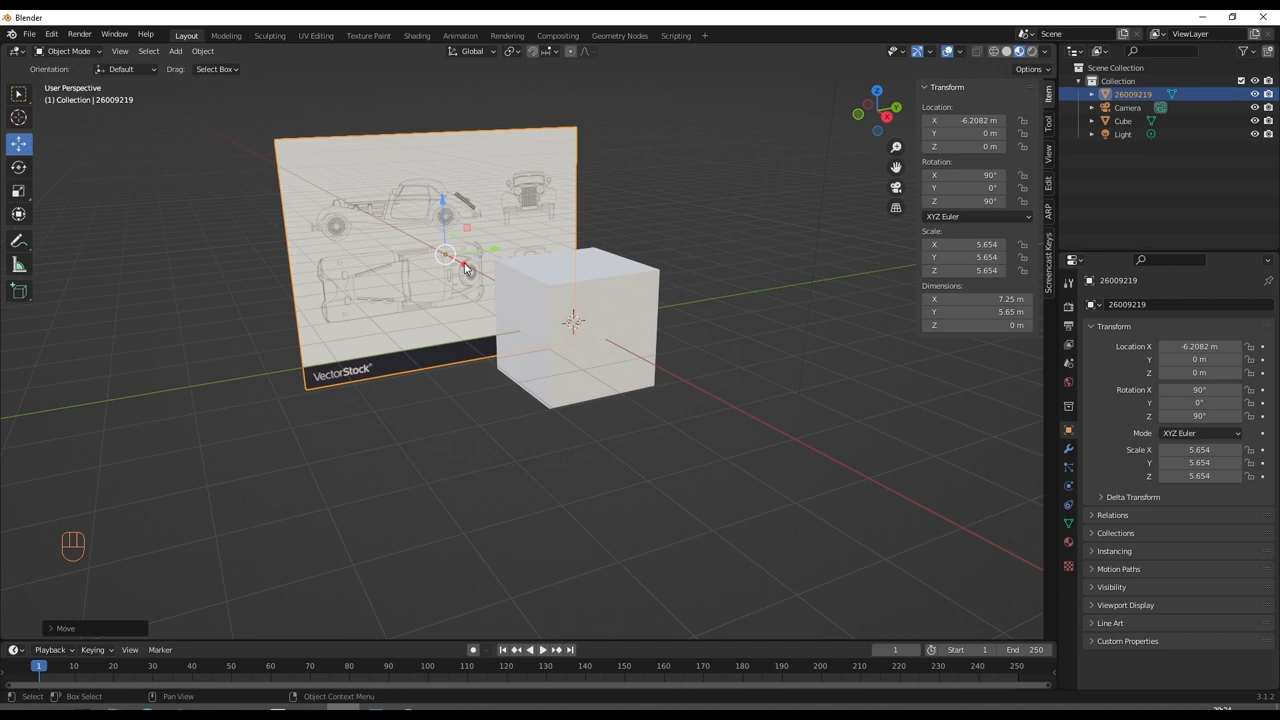 Blender
File Edit Render Window Help Layout Modeling Sculpting UV Editing Texture Paint Shading Animation Rendering Compositing Geometry Nodes Scripting + Scene ViewLayer
Object Mode View Select Add Object Global
Orientation: Default Drag: Select Box Options
User Perspective
(1) Collection | 26009219
Transform
Location:
X -6.2082 m
Y 0 m
Z 0 m
Rotation:
X 90°
Y 0°
Z 90°
XYZ Euler
Scale:
X 5.654
Y 5.654
Z 5.654
Dimensions:
X 7.25 m
Y 5.65 m
Z 0 m
Item
Tool
View
Edit
ARP
Screencast Keys
Z
Y
X
VectorStock®
Move
Scene Collection
Collection
26009219
Camera
Cube
Light
26009219
26009219
Transform
Location X -6.2082 m
Y 0 m
Z 0 m
Rotation X 90°
Y 0°
Z 90°
Mode XYZ Euler
Scale X 5.654
Y 5.654
Z 5.654
Delta Transform
Relations
Collections
Instancing
Motion Paths
Visibility
Viewport Display
Line Art
Custom Properties
Playback Keying View Marker 1 Start 1 End 250
1 10 20 30 40 50 60 70 80 90 100 110 120 130 140 150 160 170 180 190 200 210 220 230 240 250
Select Box Select Pan View Object Context Menu 3.1.2